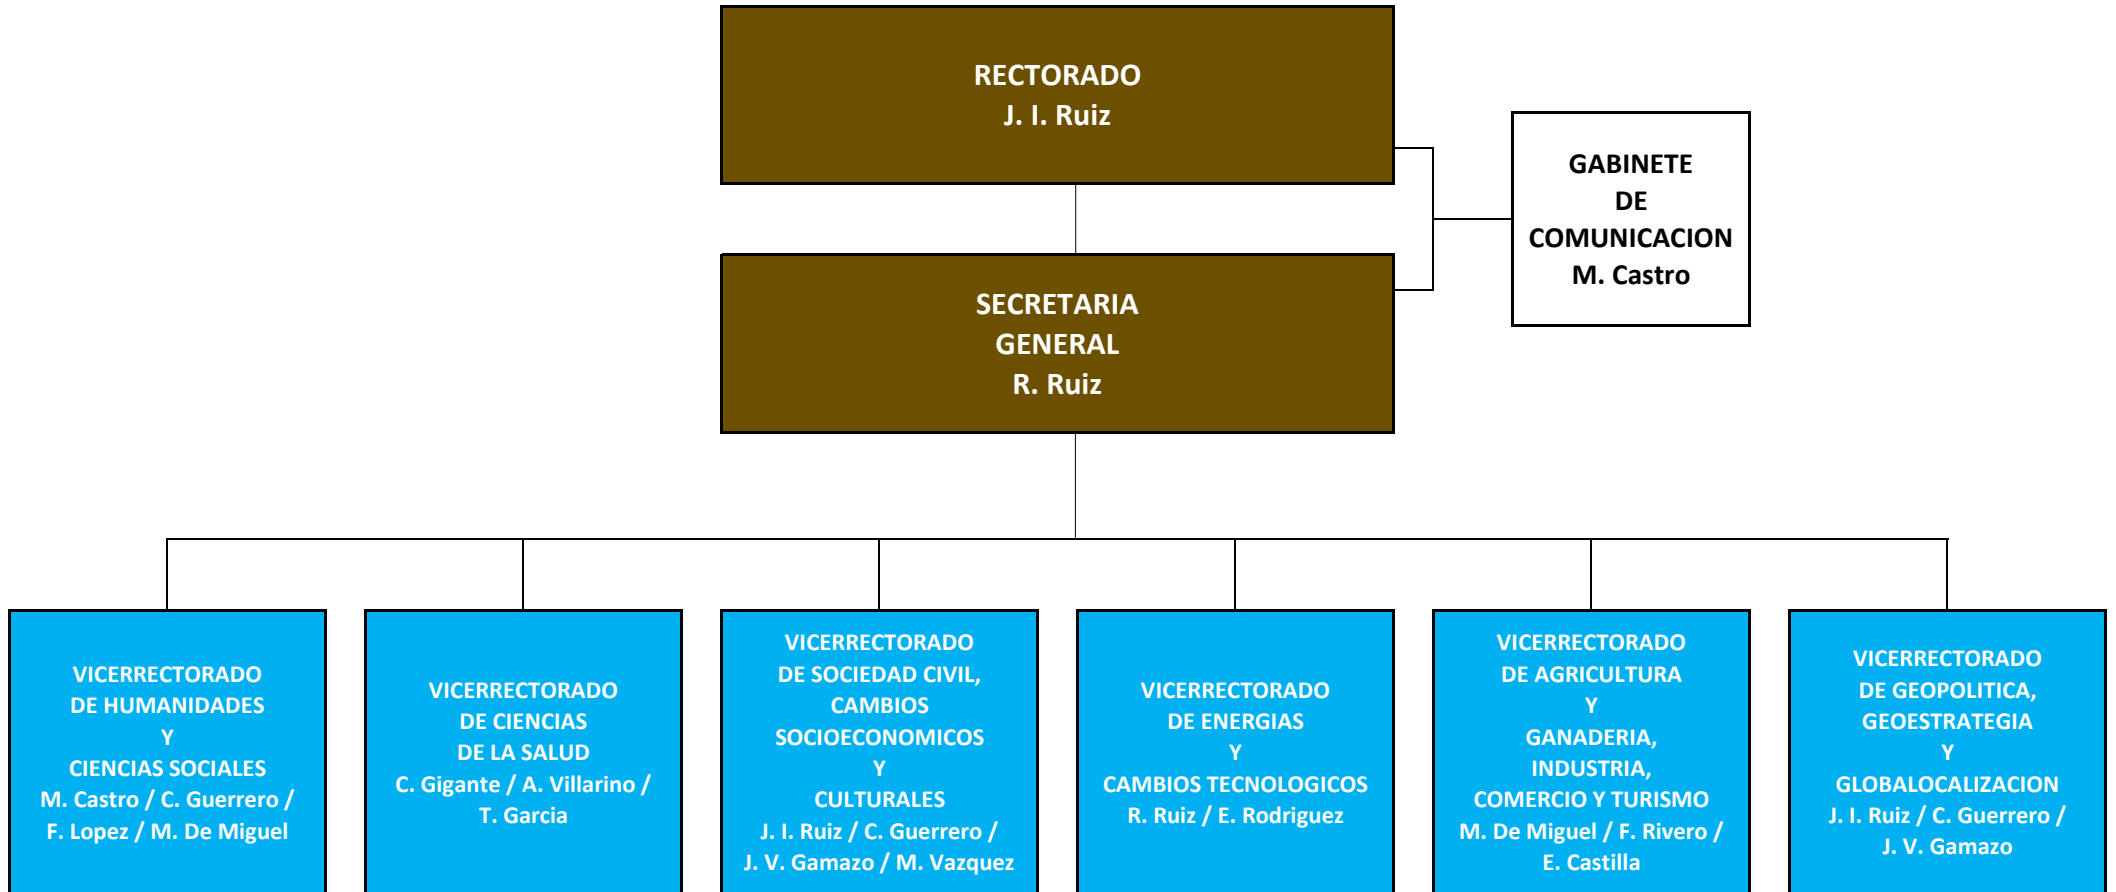 RECTORADO
J. I. Ruiz
GABINETE
DE
COMUNICACION
M. Castro
SECRETARIA
GENERAL
R. Ruiz
VICERRECTORADO
DE HUMANIDADES
Y
CIENCIAS SOCIALES
M. Castro / C. Guerrero /
F. Lopez / M. De Miguel
VICERRECTORADO
DE CIENCIAS
DE LA SALUD
C. Gigante / A. Villarino /
T. Garcia
VICERRECTORADO
DE SOCIEDAD CIVIL,
CAMBIOS
SOCIOECONOMICOS
Y
CULTURALES
J. I. Ruiz / C. Guerrero /
J. V. Gamazo / M. Vazquez
VICERRECTORADO
DE ENERGIAS
Y
CAMBIOS TECNOLOGICOS
R. Ruiz / E. Rodriguez
VICERRECTORADO
DE AGRICULTURA
Y
GANADERIA,
INDUSTRIA,
COMERCIO Y TURISMO
M. De Miguel / F. Rivero /
E. Castilla
VICERRECTORADO
DE GEOPOLITICA,
GEOESTRATEGIA
Y
GLOBALOCALIZACION
J. I. Ruiz / C. Guerrero /
J. V. Gamazo